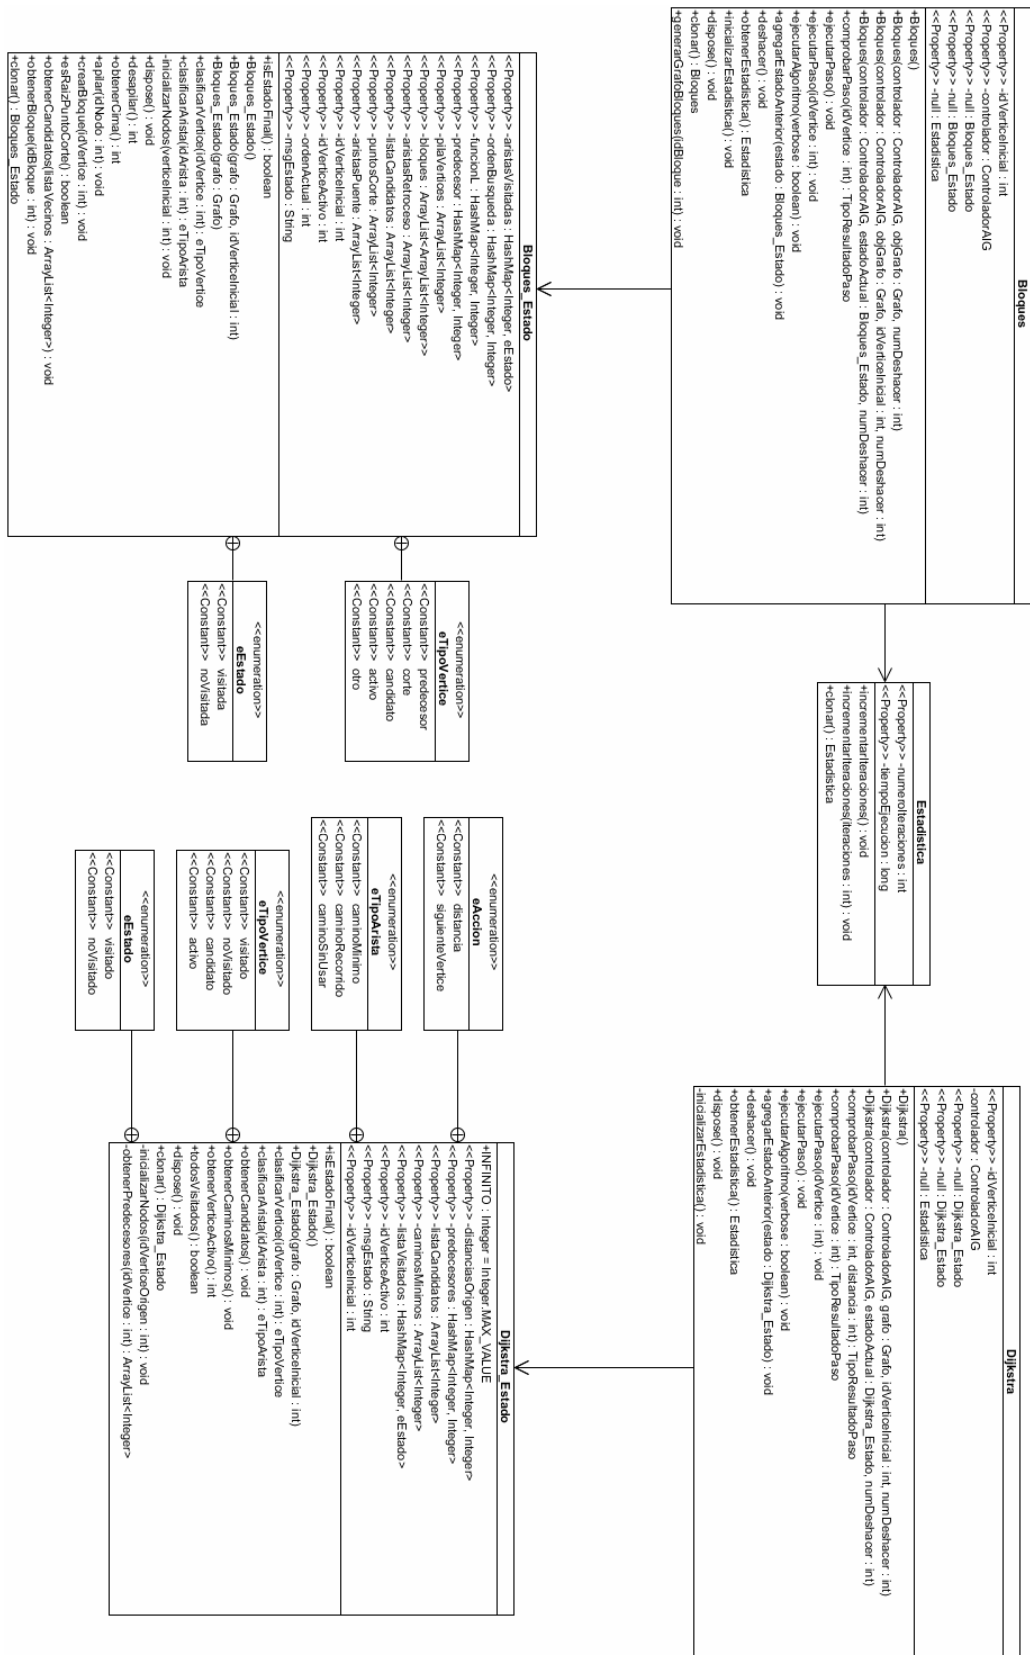 Bloques
<<Property>> -idVerticeInicial : int
<<Property>> -controlador : ControladorAIG
<<Property>> -null : Bloques_Estado
<<Property>> -null : Bloques_Estado
<<Property>> -null : Estadistica
+Bloques()
+Bloques(controlador : ControladorAIG, objGrafo : Grafo, numDeshacer : int)
+Bloques(controlador : ControladorAIG, objGrafo : Grafo, idVerticeInicial : int, numDeshacer : int)
+Bloques(controlador : ControladorAIG, estadoActual : Bloques_Estado, numDeshacer : int)
+comprobarPaso(idVertice : int) : TipoResultadoPaso
+ejecutarPaso() : void
+ejecutarPaso(idVertice : int) : void
+ejecutarAlgoritmo(verbose : boolean) : void
+agregarEstadoAnterior(estado : Bloques_Estado) : void
+deshacer() : void
+obtenerEstadistica() : Estadistica
+inicializarEstadistica() : void
+dispose() : void
+clonar() : Bloques
+generarGrafoBloques(idBloque : int) : void
Estadistica
<<Property>> -numeroIteraciones : int
<<Property>> -tiempoEjecucion : long
+incrementarIteraciones() : void
+incrementarIteraciones(iteraciones : int) : void
+clonar() : Estadistica
Dijkstra
<<Property>> -idVerticeInicial : int
-controlador : ControladorAIG
<<Property>> -null : Dijkstra_Estado
<<Property>> -null : Dijkstra_Estado
<<Property>> -null : Estadistica
+Dijkstra()
+Dijkstra(controlador : ControladorAIG, grafo : Grafo, idVerticeInicial : int, numDeshacer : int)
+Dijkstra(controlador : ControladorAIG, estadoActual : Dijkstra_Estado, numDeshacer : int)
+comprobarPaso(idVertice : int, distancia : int) : TipoResultadoPaso
+comprobarPaso(idVertice : int) : TipoResultadoPaso
+ejecutarPaso(idVertice : int) : void
+ejecutarPaso() : void
+ejecutarAlgoritmo(verbose : boolean) : void
+agregarEstadoAnterior(estado : Dijkstra_Estado) : void
+deshacer() : void
+obtenerEstadistica() : Estadistica
+dispose() : void
-inicializarEstadistica() : void
Bloques_Estado
<<Property>> -aristasVisitadas : HashMap<Integer, eEstado>
<<Property>> -ordenBusqueda : HashMap<Integer, Integer>
<<Property>> -funcionL : HashMap<Integer, Integer>
<<Property>> -predecesor : HashMap<Integer, Integer>
<<Property>> -pilaVertices : ArrayList<Integer>
<<Property>> -bloques : ArrayList<ArrayList<Integer>>
<<Property>> -aristasRetroceso : ArrayList<Integer>
<<Property>> -listaCandidatos : ArrayList<Integer>
<<Property>> -puntosCorte : ArrayList<Integer>
<<Property>> -aristasPuente : ArrayList<Integer>
<<Property>> -idVerticeInicial : int
<<Property>> -idVerticeActivo : int
<<Property>> -ordenActual : int
<<Property>> -msgEstado : String
+isEstadoFinal() : boolean
+Bloques_Estado()
+Bloques_Estado(grafo : Grafo, idVerticeInicial : int)
+Bloques_Estado(grafo : Grafo)
+clasificarVertice(idVertice : int) : eTipoVertice
+clasificarArista(idArista : int) : eTipoArista
-inicializarNodos(verticeInicial : int) : void
+dispose() : void
+desapilar() : int
+obtenerCima() : int
+apilar(idNodo : int) : void
+crearBloque(idVertice : int) : void
+esRaizPuntoCorte() : boolean
+obtenerCandidatos(listaVecinos : ArrayList<Integer>) : void
+obtenerBloque(idBloque : int) : void
+clonar() : Bloques_Estado
<<enumeration>>
eTipoVertice
<<Constant>> predecesor
<<Constant>> corte
<<Constant>> candidato
<<Constant>> activo
<<Constant>> otro
<<enumeration>>
eEstado
<<Constant>> visitada
<<Constant>> noVisitada
<<enumeration>>
eAccion
<<Constant>> distancia
<<Constant>> siguienteVertice
<<enumeration>>
eTipoArista
<<Constant>> caminoMinimo
<<Constant>> caminoRecorrido
<<Constant>> caminoSinUsar
<<enumeration>>
eTipoVertice
<<Constant>> visitado
<<Constant>> noVisitado
<<Constant>> candidato
<<Constant>> activo
<<enumeration>>
eEstado
<<Constant>> visitado
<<Constant>> noVisitado
Dijkstra_Estado
+INFINITO : Integer = Integer.MAX_VALUE
<<Property>> -distanciasOrigen : HashMap<Integer, Integer>
<<Property>> -predecesores : HashMap<Integer, Integer>
<<Property>> -listaCandidatos : ArrayList<Integer>
<<Property>> -caminosMinimos : ArrayList<Integer>
<<Property>> -listaVisitados : HashMap<Integer, eEstado>
<<Property>> -idVerticeActivo : int
<<Property>> -msgEstado : String
<<Property>> -idVerticeInicial : int
+isEstadoFinal() : boolean
+Dijkstra_Estado()
+Dijkstra_Estado(grafo : Grafo, idVerticeInicial : int)
+clasificarVertice(idVertice : int) : eTipoVertice
+clasificarArista(idArista : int) : eTipoArista
+obtenerCandidatos() : void
+obtenerCaminosMinimos() : void
+obtenerVerticeActivo() : int
+todosVisitados() : boolean
+dispose() : void
+clonar() : Dijkstra_Estado
-inicializarNodos(idVerticeOrigen : int) : void
-obtenerPredecesores(idVertice : int) : ArrayList<Integer>